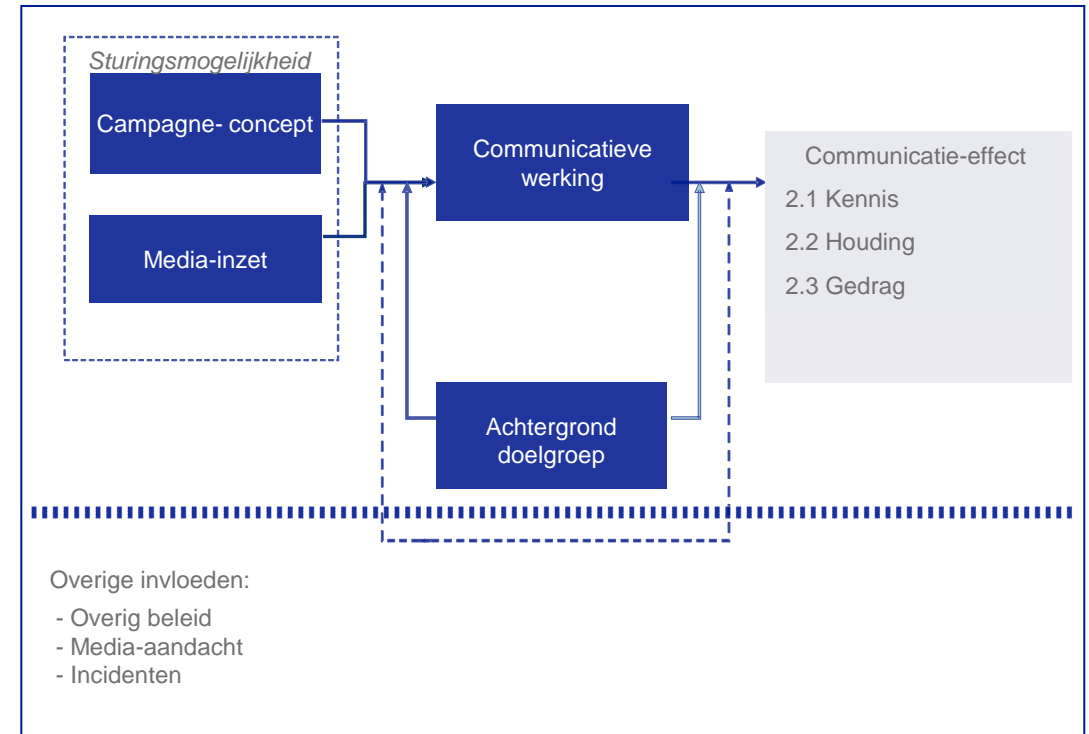 Sturingsmogelijkheid
Campagne- concept
Media-inzet
Communicatieve
werking
Achtergrond
doelgroep
Communicatie-effect
2.1 Kennis
2.2 Houding
2.3 Gedrag
Overige invloeden:
- Overig beleid
- Media-aandacht
- Incidenten